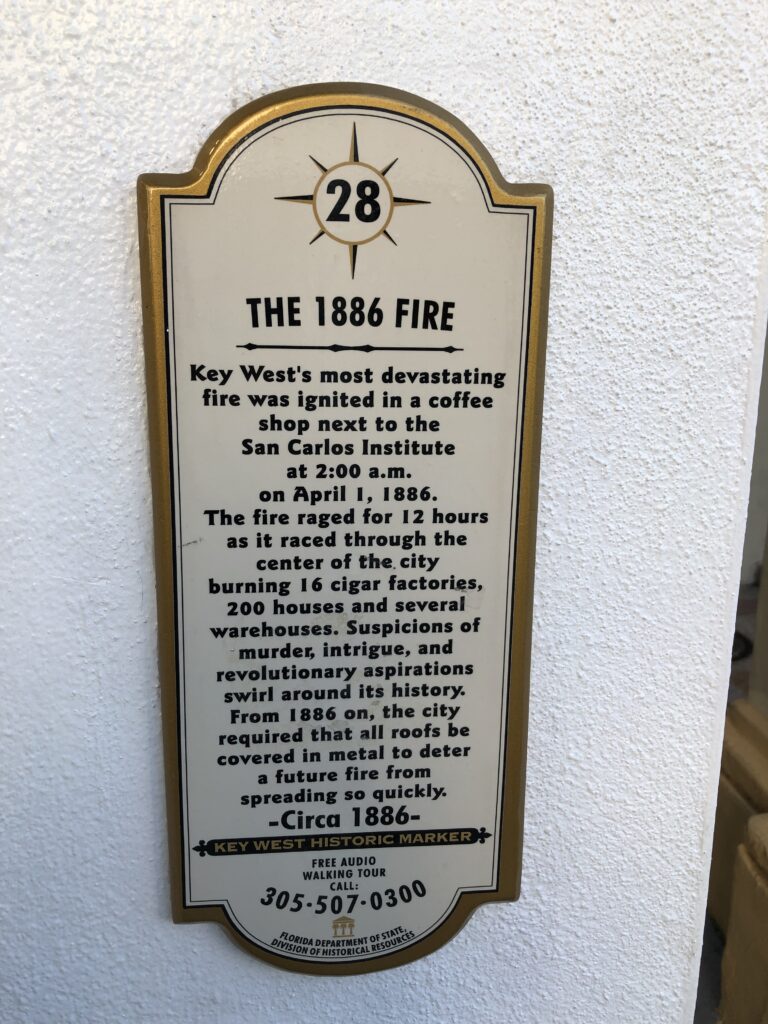 28
THE 1886 FIRE
Key West's most devastating
fire was ignited in a coffee
shop next to the
San Carlos Institute
at 2:00 a.m.
on April 1, 1886.
The fire raged for 12 hours
as it raced through the
center of the city
burning 16 cigar factories,
200 houses and several
warehouses. Suspicions of
murder, intrigue, and
revolutionary aspirations
swirl around its history.
From 1886 on, the city
required that all roofs be
covered in metal to deter
a future fire from
spreading so quickly.
-Circa 1886-
KEY WEST HISTORIC MARKER
FREE AUDIO
WALKING TOUR
CALL:
305·507·0300
FLORIDA DEPARTMENT OF STATE,
DIVISION OF HISTORICAL RESOURCES